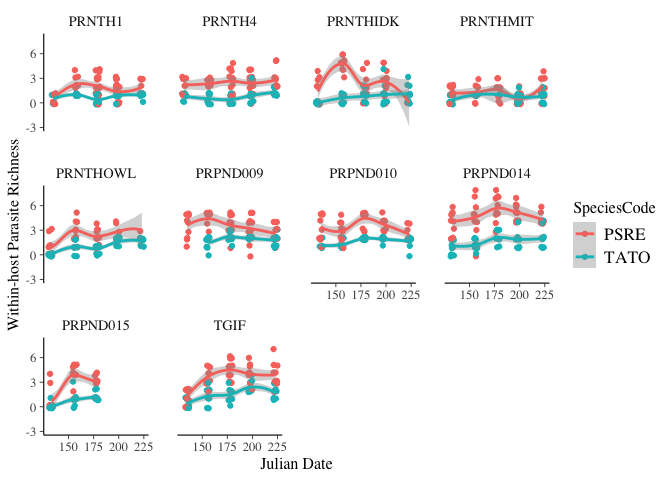 PRNTH1 PRNTH4 PRNTHIDK PRNTHMIT
6
3
0
-3
PRNTHOWL PRPND009 PRPND010 PRPND014
6
3
0
-3
150 175 200 225 150 175 200 225
PRPND015 TGIF
6
3
0
-3
150 175 200 225 150 175 200 225
Julian Date
Within-host Parasite Richness
SpeciesCode
PSRE
TATO